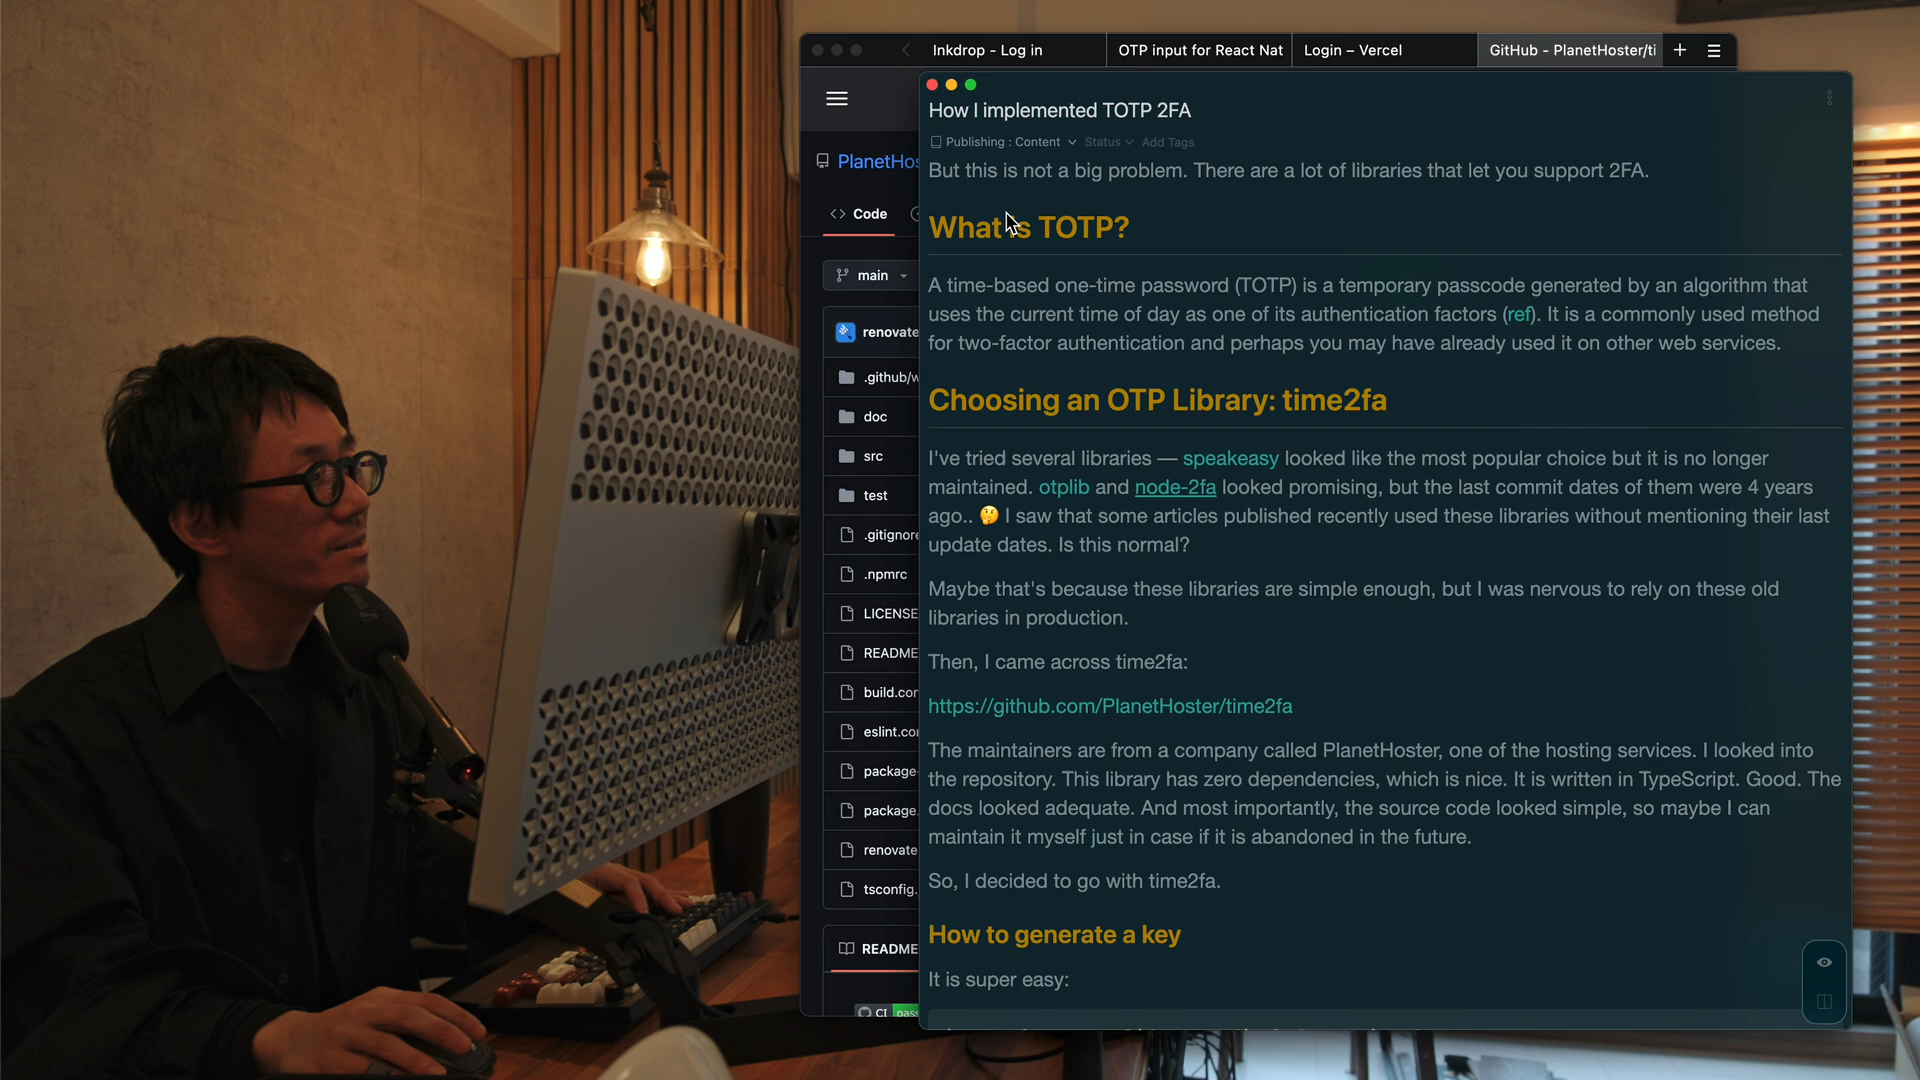 Inkdrop - Log in
OTP input for React Nat
Login – Vercel
GitHub - PlanetHoster/ti
PlanetHos
Code
main
renovate
.github/w
doc
src
test
.gitignore
.npmrc
LICENSE
README
build.cor
eslint.co
package-
package.
renovate
tsconfig.
README
CI pass
How I implemented TOTP 2FA
Publishing : Content Status Add Tags
But this is not a big problem. There are a lot of libraries that let you support 2FA.
What is TOTP?
A time-based one-time password (TOTP) is a temporary passcode generated by an algorithm that
uses the current time of day as one of its authentication factors (ref). It is a commonly used method
for two-factor authentication and perhaps you may have already used it on other web services.
Choosing an OTP Library: time2fa
I've tried several libraries — speakeasy looked like the most popular choice but it is no longer
maintained. otplib and node-2fa looked promising, but the last commit dates of them were 4 years
ago.. 🤔 I saw that some articles published recently used these libraries without mentioning their last
update dates. Is this normal?
Maybe that's because these libraries are simple enough, but I was nervous to rely on these old
libraries in production.
Then, I came across time2fa:
https://github.com/PlanetHoster/time2fa
The maintainers are from a company called PlanetHoster, one of the hosting services. I looked into
the repository. This library has zero dependencies, which is nice. It is written in TypeScript. Good. The
docs looked adequate. And most importantly, the source code looked simple, so maybe I can
maintain it myself just in case if it is abandoned in the future.
So, I decided to go with time2fa.
How to generate a key
It is super easy: